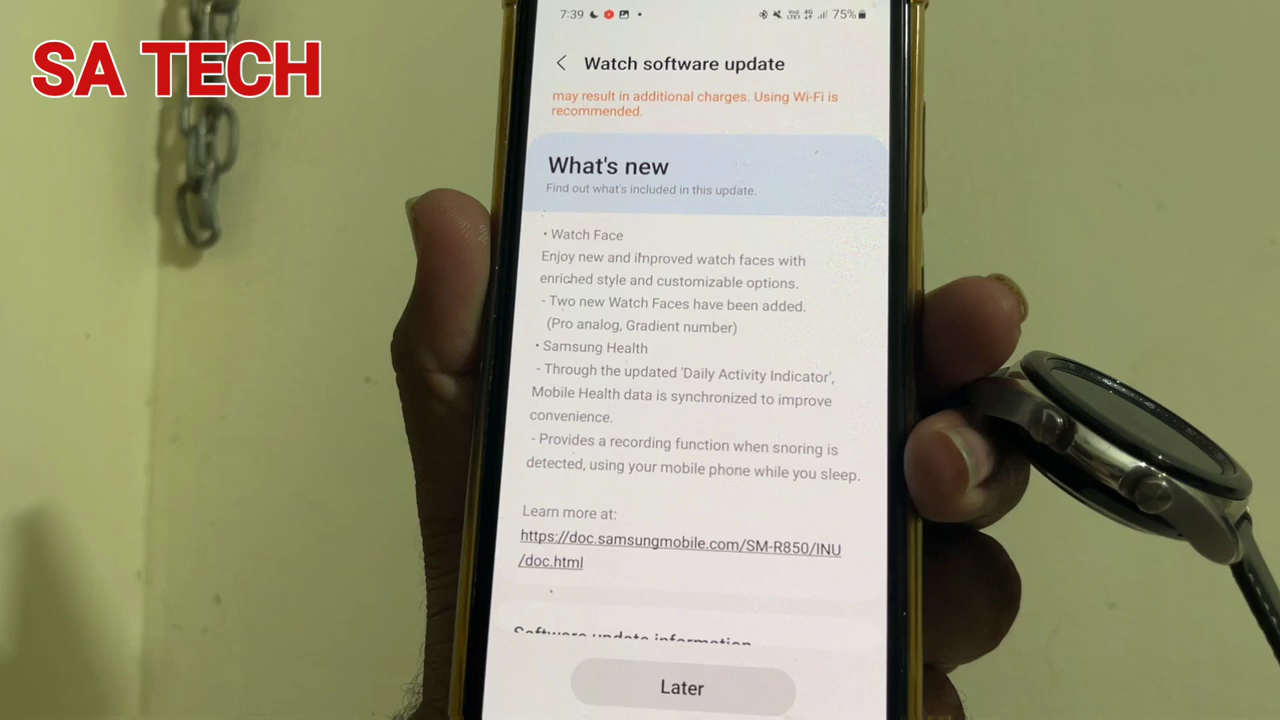 SA TECH
7:39
75%
Watch software update
may result in additional charges. Using Wi-Fi is
recommended.
What's new
Find out what's included in this update.
• Watch Face
Enjoy new and improved watch faces with
enriched style and customizable options.
- Two new Watch Faces have been added.
(Pro analog, Gradient number)
• Samsung Health
- Through the updated 'Daily Activity Indicator',
Mobile Health data is synchronized to improve
convenience.
- Provides a recording function when snoring is
detected, using your mobile phone while you sleep.
Learn more at:
https://doc.samsungmobile.com/SM-R850/INU
/doc.html
Software update information
Later